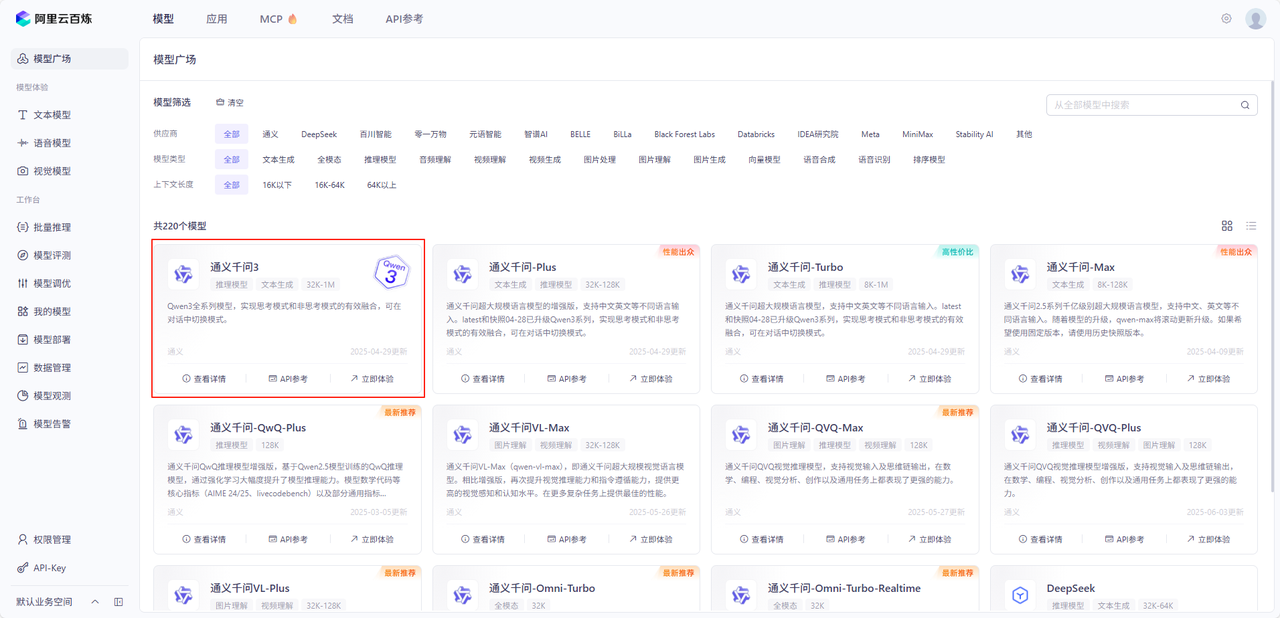 阿里云百炼
模型 应用 MCP 文档 API参考
模型广场
模型体验
文本模型
语音模型
视觉模型
工作台
批量推理
模型评测
模型调优
我的模型
模型部署
数据管理
模型观测
模型告警
权限管理
API-Key
默认业务空间
模型广场
模型筛选 清空
从全部模型中搜索
供应商 全部 通义 DeepSeek 百川智能 零一万物 元语智能 智谱AI BELLE BiLLa Black Forest Labs Databricks IDEA研究院 Meta MiniMax Stability AI 其他
模型类型 全部 文本生成 全模态 推理模型 音频理解 视频理解 视频生成 图片处理 图片理解 图片生成 向量模型 语音合成 语音识别 排序模型
上下文长度 全部 16K以下 16K-64K 64K以上
共220个模型
通义千问3
Qwen
3
推理模型 文本生成 32K-1M
Qwen3全系列模型，实现思考模式和非思考模式的有效融合，可在
对话中切换模式。
通义 2025-04-29更新
查看详情 API参考 立即体验
性能出众
通义千问-Plus
文本生成 推理模型 32K-128K
通义千问超大规模语言模型的增强版，支持中文英文等不同语言输
入。latest和快照04-28已升级Qwen3系列，实现思考模式和非思考
模式的有效融合，可在对话中切换模式。
通义 2025-04-29更新
查看详情 API参考 立即体验
高性价比
通义千问-Turbo
文本生成 推理模型 8K-1M
通义千问超大规模语言模型，支持中文英文等不同语言输入。latest
和快照04-28已升级Qwen3系列，实现思考模式和非思考模式的有效
融合，可在对话中切换模式。
通义 2025-04-29更新
查看详情 API参考 立即体验
性能出众
通义千问-Max
文本生成 8K-128K
通义千问2.5系列千亿级别超大规模语言模型，支持中文、英文等不
同语言输入。随着模型的升级，qwen-max将滚动更新升级。如果希
望使用固定版本，请使用历史快照版本。
通义 2025-04-09更新
查看详情 API参考 立即体验
最新推荐
通义千问-QwQ-Plus
推理模型 128K
通义千问QwQ推理模型增强版，基于Qwen2.5模型训练的QwQ推理
模型，通过强化学习大幅度提升了模型推理能力。模型数学代码等
核心指标（AIME 24/25、livecodebench）以及部分通用指标...
通义 2025-03-05更新
查看详情 API参考 立即体验
通义千问VL-Max
图片理解 视频理解 32K-128K
通义千问VL-Max（qwen-vl-max），即通义千问超大规模视觉语言模
型。相比增强版，再次提升视觉推理能力和指令遵循能力，提供更
高的视觉感知和认知水平。在更多复杂任务上提供最佳的性能。
通义 2025-05-26更新
查看详情 API参考 立即体验
最新推荐
通义千问-QVQ-Max
图片理解 推理模型 视频理解 128K
通义千问QVQ视觉推理模型，支持视觉输入及思维链输出，在数
学、编程、视觉分析、创作以及通用任务上都表现了更强的能力。
通义 2025-05-27更新
查看详情 API参考 立即体验
通义千问-QVQ-Plus
推理模型 视频理解 图片理解 128K
通义千问QVQ视觉推理模型增强版，支持视觉输入及思维链输出，
在数学、编程、视觉分析、创作以及通用任务上都表现了更强的能
力。
通义 2025-06-03更新
查看详情 API参考 立即体验
最新推荐
通义千问VL-Plus
图片理解 视频理解 32K-128K
最新推荐
通义千问-Omni-Turbo
全模态 32K
最新推荐
通义千问-Omni-Turbo-Realtime
全模态 32K
DeepSeek
推理模型 文本生成 32K-64K